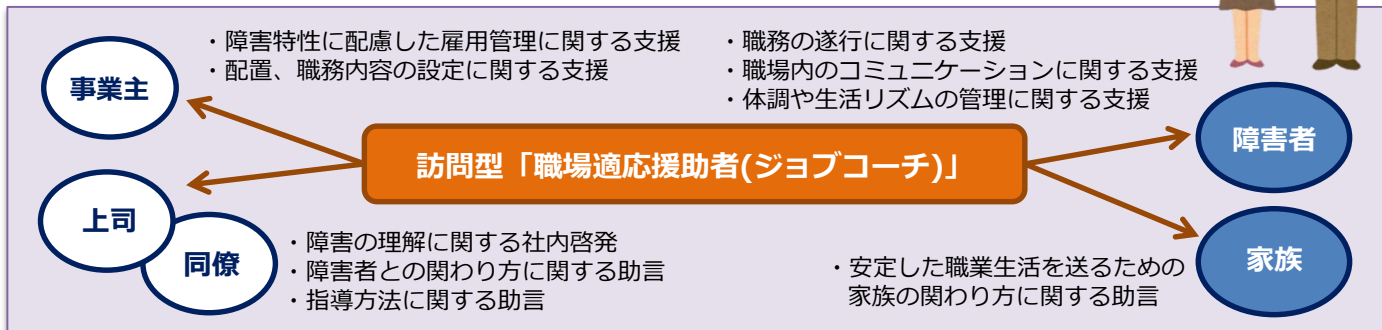 ・障害特性に配慮した雇用管理に関する支援
・配置、職務内容の設定に関する支援
・職務の遂行に関する支援
・職場内のコミュニケーションに関する支援
・体調や生活リズムの管理に関する支援
事業主
障害者
訪問型「職場適応援助者(ジョブコーチ)」
上司
同僚
・障害の理解に関する社内啓発
・障害者との関わり方に関する助言
・指導方法に関する助言
・安定した職業生活を送るための
家族の関わり方に関する助言
家族